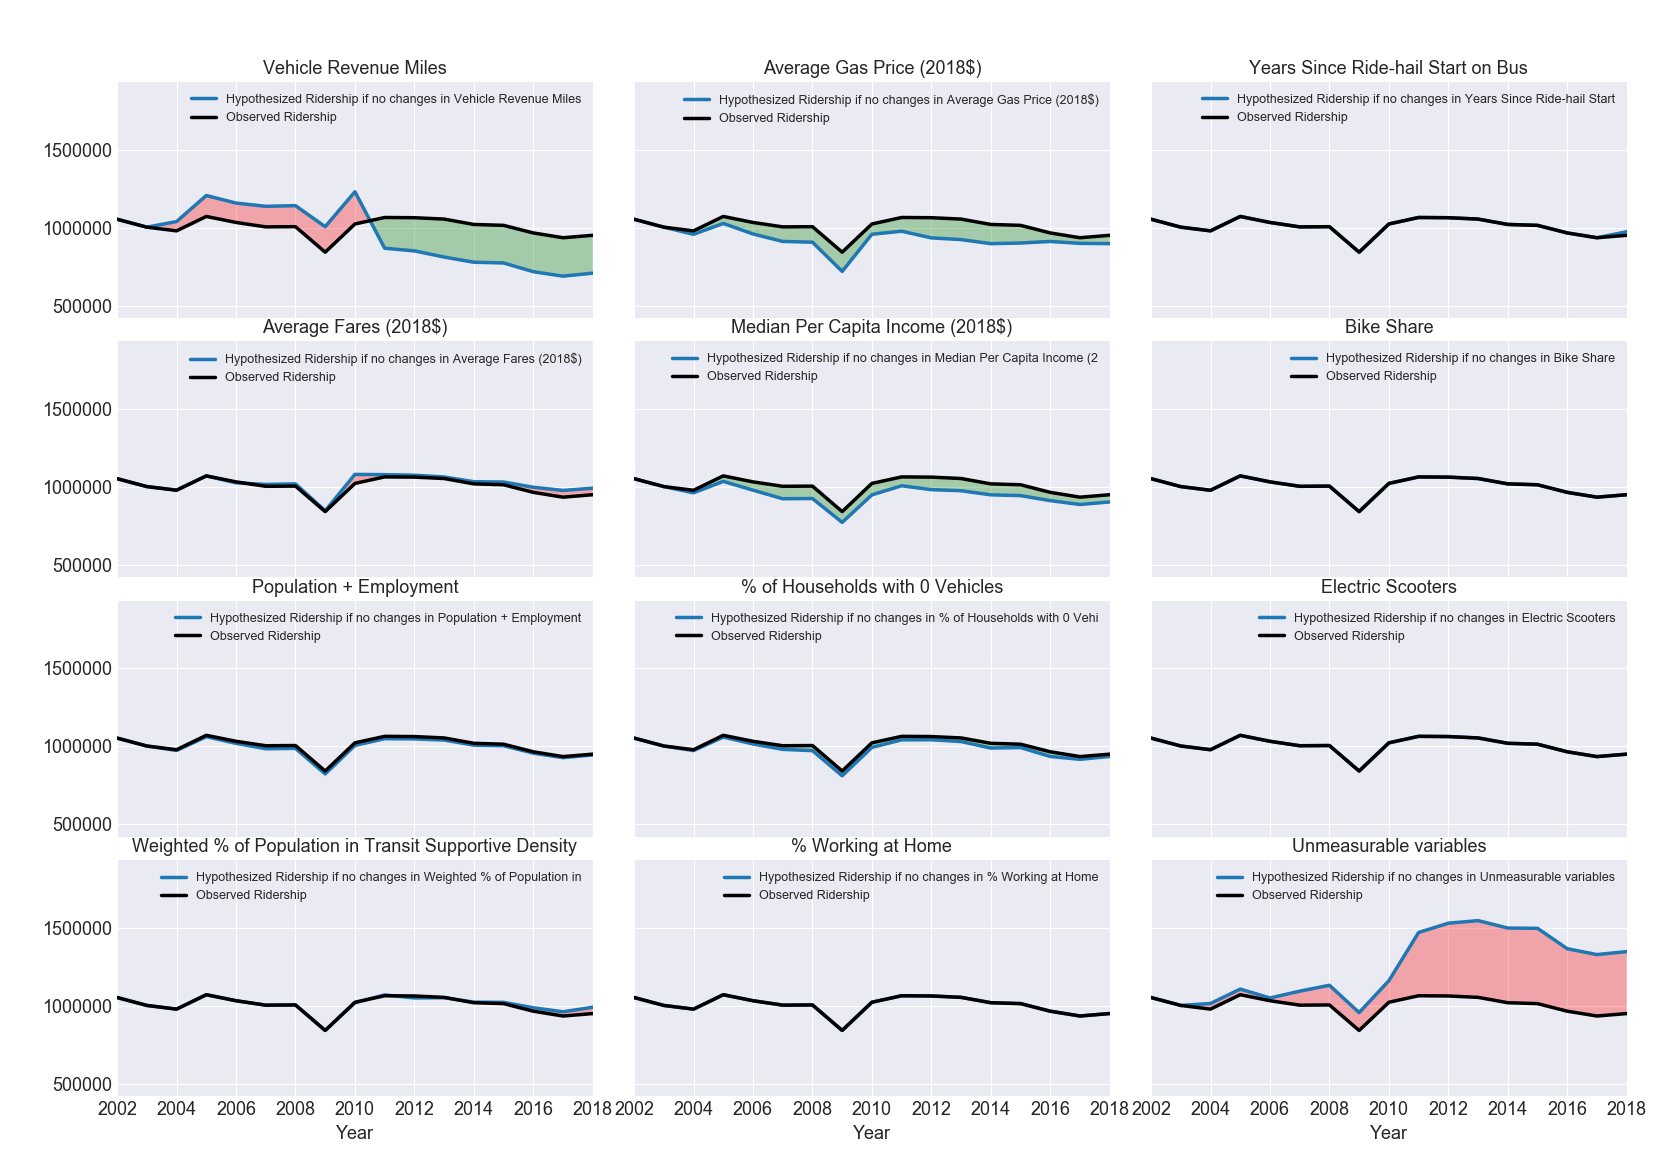 Vehicle Revenue Miles
Hypothesized Ridership if no changes in Vehicle Revenue Miles
Observed Ridership
1500000
1000000
500000
Average Gas Price (2018$)
Hypothesized Ridership if no changes in Average Gas Price (2018$)
Observed Ridership
Years Since Ride-hail Start on Bus
Hypothesized Ridership if no changes in Years Since Ride-hail Start
Observed Ridership
Average Fares (2018$)
Hypothesized Ridership if no changes in Average Fares (2018$)
Observed Ridership
1500000
1000000
500000
Median Per Capita Income (2018$)
Hypothesized Ridership if no changes in Median Per Capita Income (2
Observed Ridership
Bike Share
Hypothesized Ridership if no changes in Bike Share
Observed Ridership
Population + Employment
Hypothesized Ridership if no changes in Population + Employment
Observed Ridership
1500000
1000000
500000
% of Households with 0 Vehicles
Hypothesized Ridership if no changes in % of Households with 0 Vehi
Observed Ridership
Electric Scooters
Hypothesized Ridership if no changes in Electric Scooters
Observed Ridership
Weighted % of Population in Transit Supportive Density
Hypothesized Ridership if no changes in Weighted % of Population in
Observed Ridership
1500000
1000000
500000
2002 2004 2006 2008 2010 2012 2014 2016 2018
Year
% Working at Home
Hypothesized Ridership if no changes in % Working at Home
Observed Ridership
2002 2004 2006 2008 2010 2012 2014 2016 2018
Year
Unmeasurable variables
Hypothesized Ridership if no changes in Unmeasurable variables
Observed Ridership
2002 2004 2006 2008 2010 2012 2014 2016 2018
Year